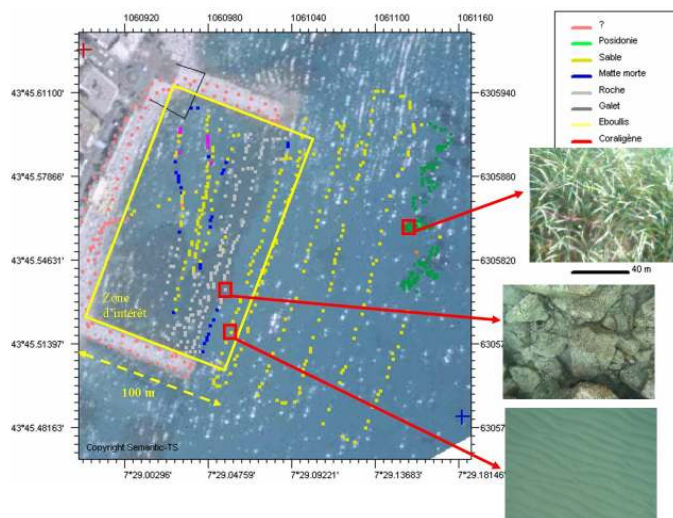 1060920 1060980 1061040 1061100 1061160
43°45.61100
43°45.57866
43°45.54631
43°45.51397
43°45.48163
6305940
6305880
6305820
63057
63057
?
Posidonie
Sable
Matte morte
Roche
Galet
Eboullis
Coraligène
40 m
Zone
d'intérêt
100 m
Copyright Semantic-TS
7°29.00296 7°29.04759 7°29.09221 7°29.13683 7°29.18146